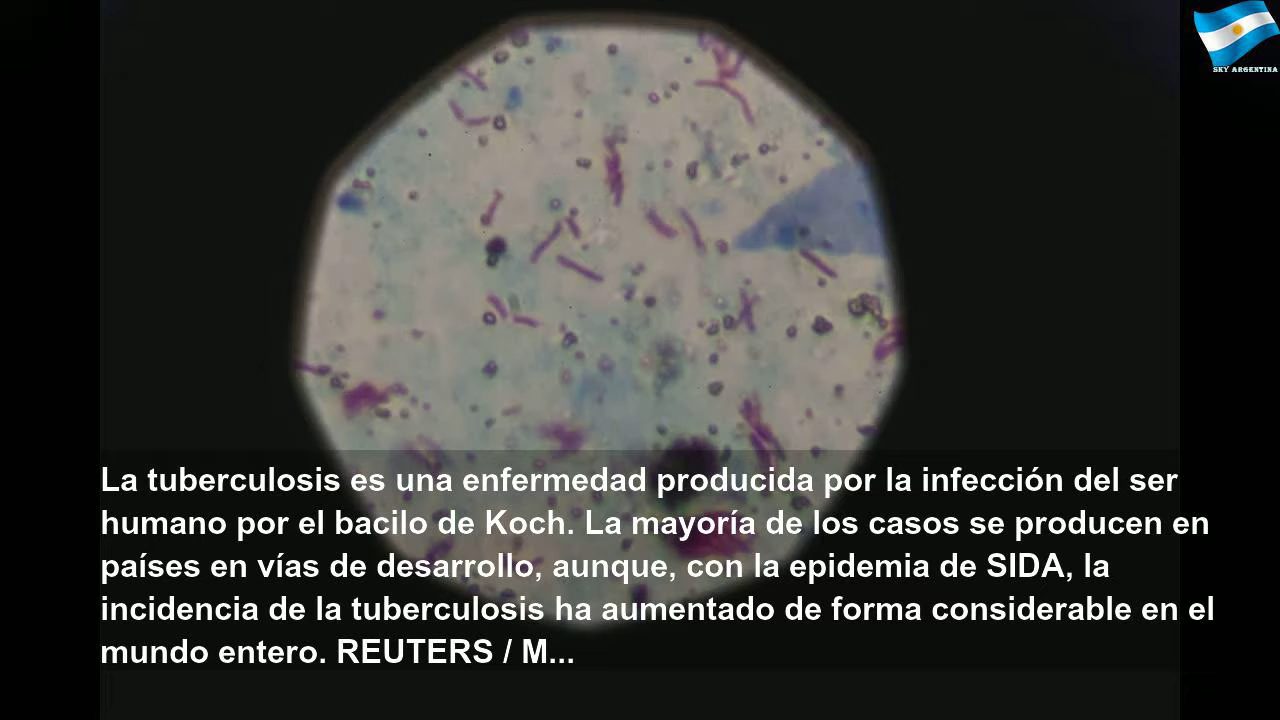 SKY ARGENTINA
La tuberculosis es una enfermedad producida por la infección del ser
humano por el bacilo de Koch. La mayoría de los casos se producen en
países en vías de desarrollo, aunque, con la epidemia de SIDA, la
incidencia de la tuberculosis ha aumentado de forma considerable en el
mundo entero. REUTERS / M...